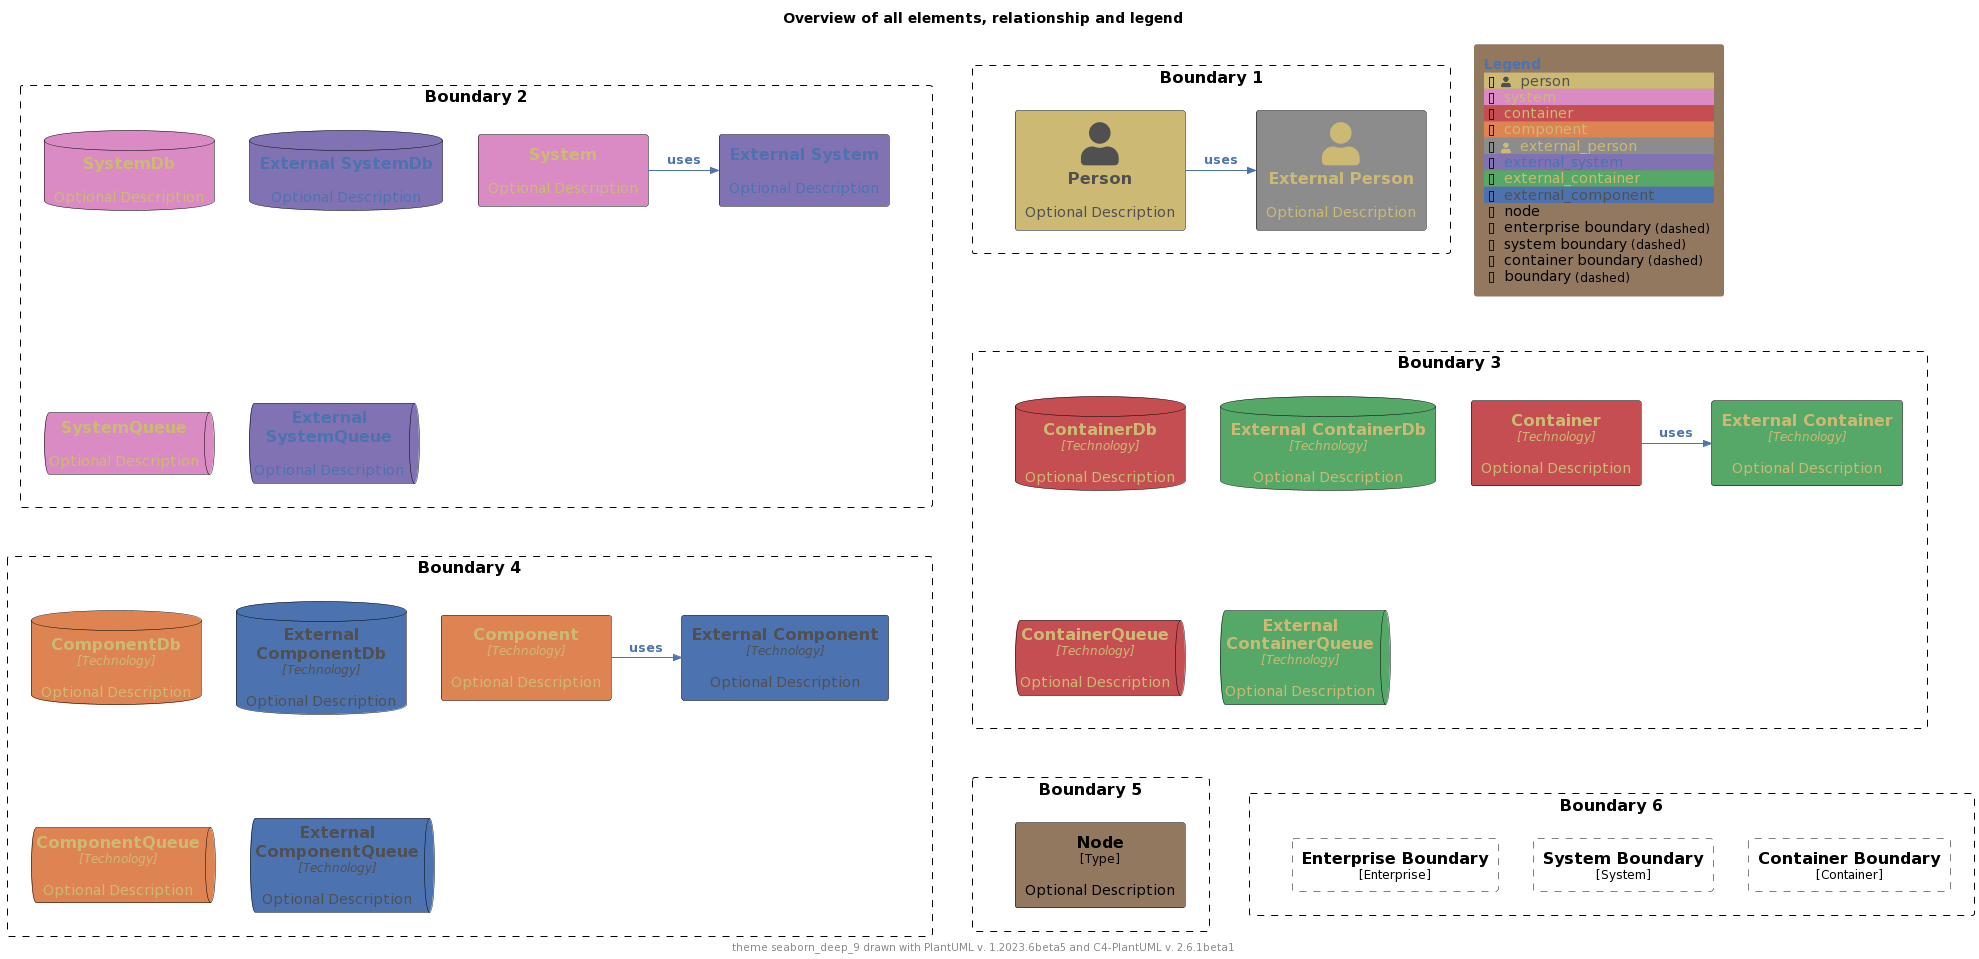 Overview of all elements, relationship and legend
Boundary 2
SystemDb
Optional Description
External SystemDb
Optional Description
System
Optional Description
uses
External System
Optional Description
SystemQueue
Optional Description
External
SystemQueue
Optional Description
Boundary 1
Person
Optional Description
uses
External Person
Optional Description
Legend
person
system
container
component
external_person
external_system
external_container
external_component
node
enterprise boundary (dashed)
system boundary (dashed)
container boundary (dashed)
boundary (dashed)
Boundary 3
ContainerDb
[Technology]
Optional Description
External ContainerDb
[Technology]
Optional Description
Container
[Technology]
Optional Description
uses
External Container
[Technology]
Optional Description
ContainerQueue
[Technology]
Optional Description
External
ContainerQueue
[Technology]
Optional Description
Boundary 4
ComponentDb
[Technology]
Optional Description
External
ComponentDb
[Technology]
Optional Description
Component
[Technology]
Optional Description
uses
External Component
[Technology]
Optional Description
ComponentQueue
[Technology]
Optional Description
External
ComponentQueue
[Technology]
Optional Description
Boundary 5
Node
[Type]
Optional Description
Boundary 6
Enterprise Boundary
[Enterprise]
System Boundary
[System]
Container Boundary
[Container]
theme seaborn_deep_9 drawn with PlantUML v. 1.2023.6beta5 and C4-PlantUML v. 2.6.1beta1